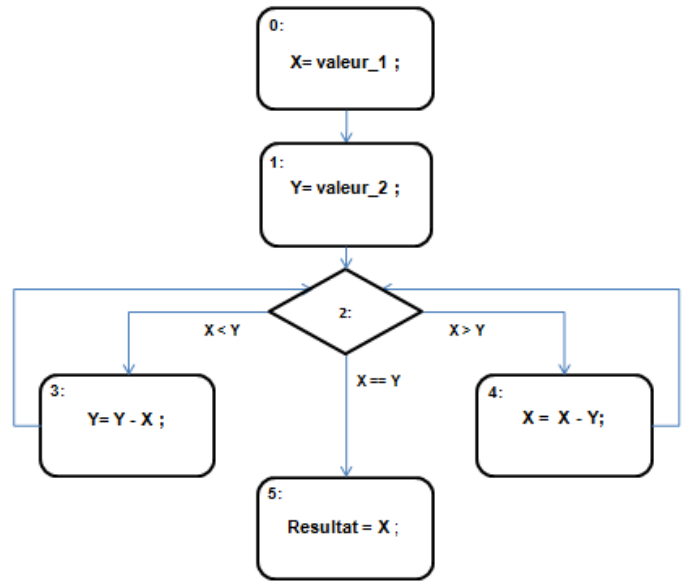 0:
X= valeur_1 ;
1:
Y= valeur_2 ;
2:
X < Y
X > Y
X == Y
3:
Y= Y - X ;
4:
X = X - Y;
5:
Resultat = X ;